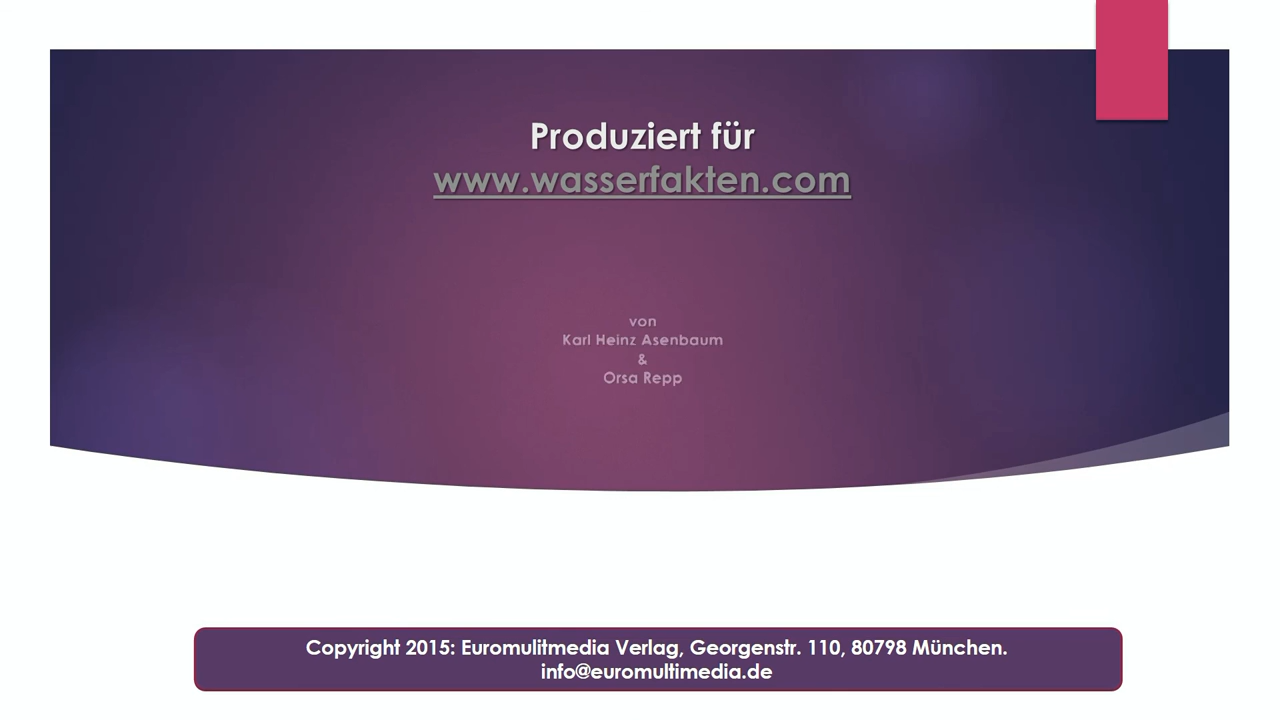 Produziert für
www.wasserfakten.com
von
Karl Heinz Asenbaum
&
Orsa Repp
Copyright 2015: Euromulitmedia Verlag, Georgenstr. 110, 80798 München.
info@euromultimedia.de